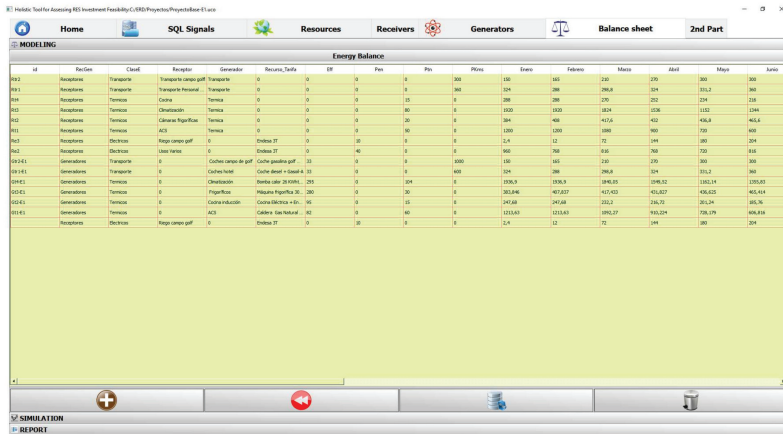 Holistic Tool for Assessing RES Investment Feasibility:C:/ERD/Proyectos/ProyectoBase-E1.uco
Home SQL Signals Resources Receivers Generators Balance sheet 2nd Part
MODELING
Energy Balance
id RecGen ClaseE Receptor Generador Recurso_Tarifa Eff Pen Ptn PKms Enero Febrero Marzo Abril Mayo Junio
Rtr2 Receptores Transporte Transporte campo golf Transporte 0 0 0 0 300 150 165 210 270 300 300
Rtr1 Receptores Transporte Transporte Personal ... Transporte 0 0 0 0 360 324 288 298,8 324 331,2 360
Rt4 Receptores Termicos Cocina Termica 0 0 0 15 0 288 288 270 252 234 216
Rt3 Receptores Termicos Climatización Termica 0 0 0 80 0 1920 1920 1824 1536 1152 1344
Rt2 Receptores Termicos Cámaras frigoríficas Termica 0 0 0 20 0 384 408 417,6 432 436,8 465,6
Rt1 Receptores Termicos ACS Termica 0 0 0 50 0 1200 1200 1080 900 720 600
Re3 Receptores Electricos Riego campo golf 0 Endesa 3T 0 10 0 0 2,4 12 72 144 180 204
Re2 Receptores Electricos Usos Varios 0 Endesa 3T 0 40 0 0 960 768 816 768 720 816
Gtr2-E1 Generadores Transporte 0 Coches campo de golf Coche gasolina golf ... 33 0 0 1000 150 165 210 270 300 300
Gtr1-E1 Generadores Transporte 0 Coches hotel Coche diesel + Gasoil-A 33 0 0 600 324 288 298,8 324 331,2 360
Gt4-E1 Generadores Termicos 0 Climatización Bomba calor 26 KWht... 295 0 104 0 1936,9 1936,9 1840,05 1549,52 1162,14 1355,83
Gt3-E1 Generadores Termicos 0 Frigoríficos Máquina frigorífica 30... 280 0 30 0 383,846 407,837 417,433 431,827 436,625 465,414
Gt2-E1 Generadores Termicos 0 Cocina inducción Cocina Eléctrica + En... 95 0 15 0 247,68 247,68 232,2 216,72 201,24 185,76
Gt1-E1 Generadores Termicos 0 ACS Caldera Gas Natural... 82 0 60 0 1213,63 1213,63 1092,27 910,224 728,179 606,816
Receptores Electricos Riego campo golf 0 Endesa 3T 0 10 0 0 2,4 12 72 144 180 204
SIMULATION
REPORT